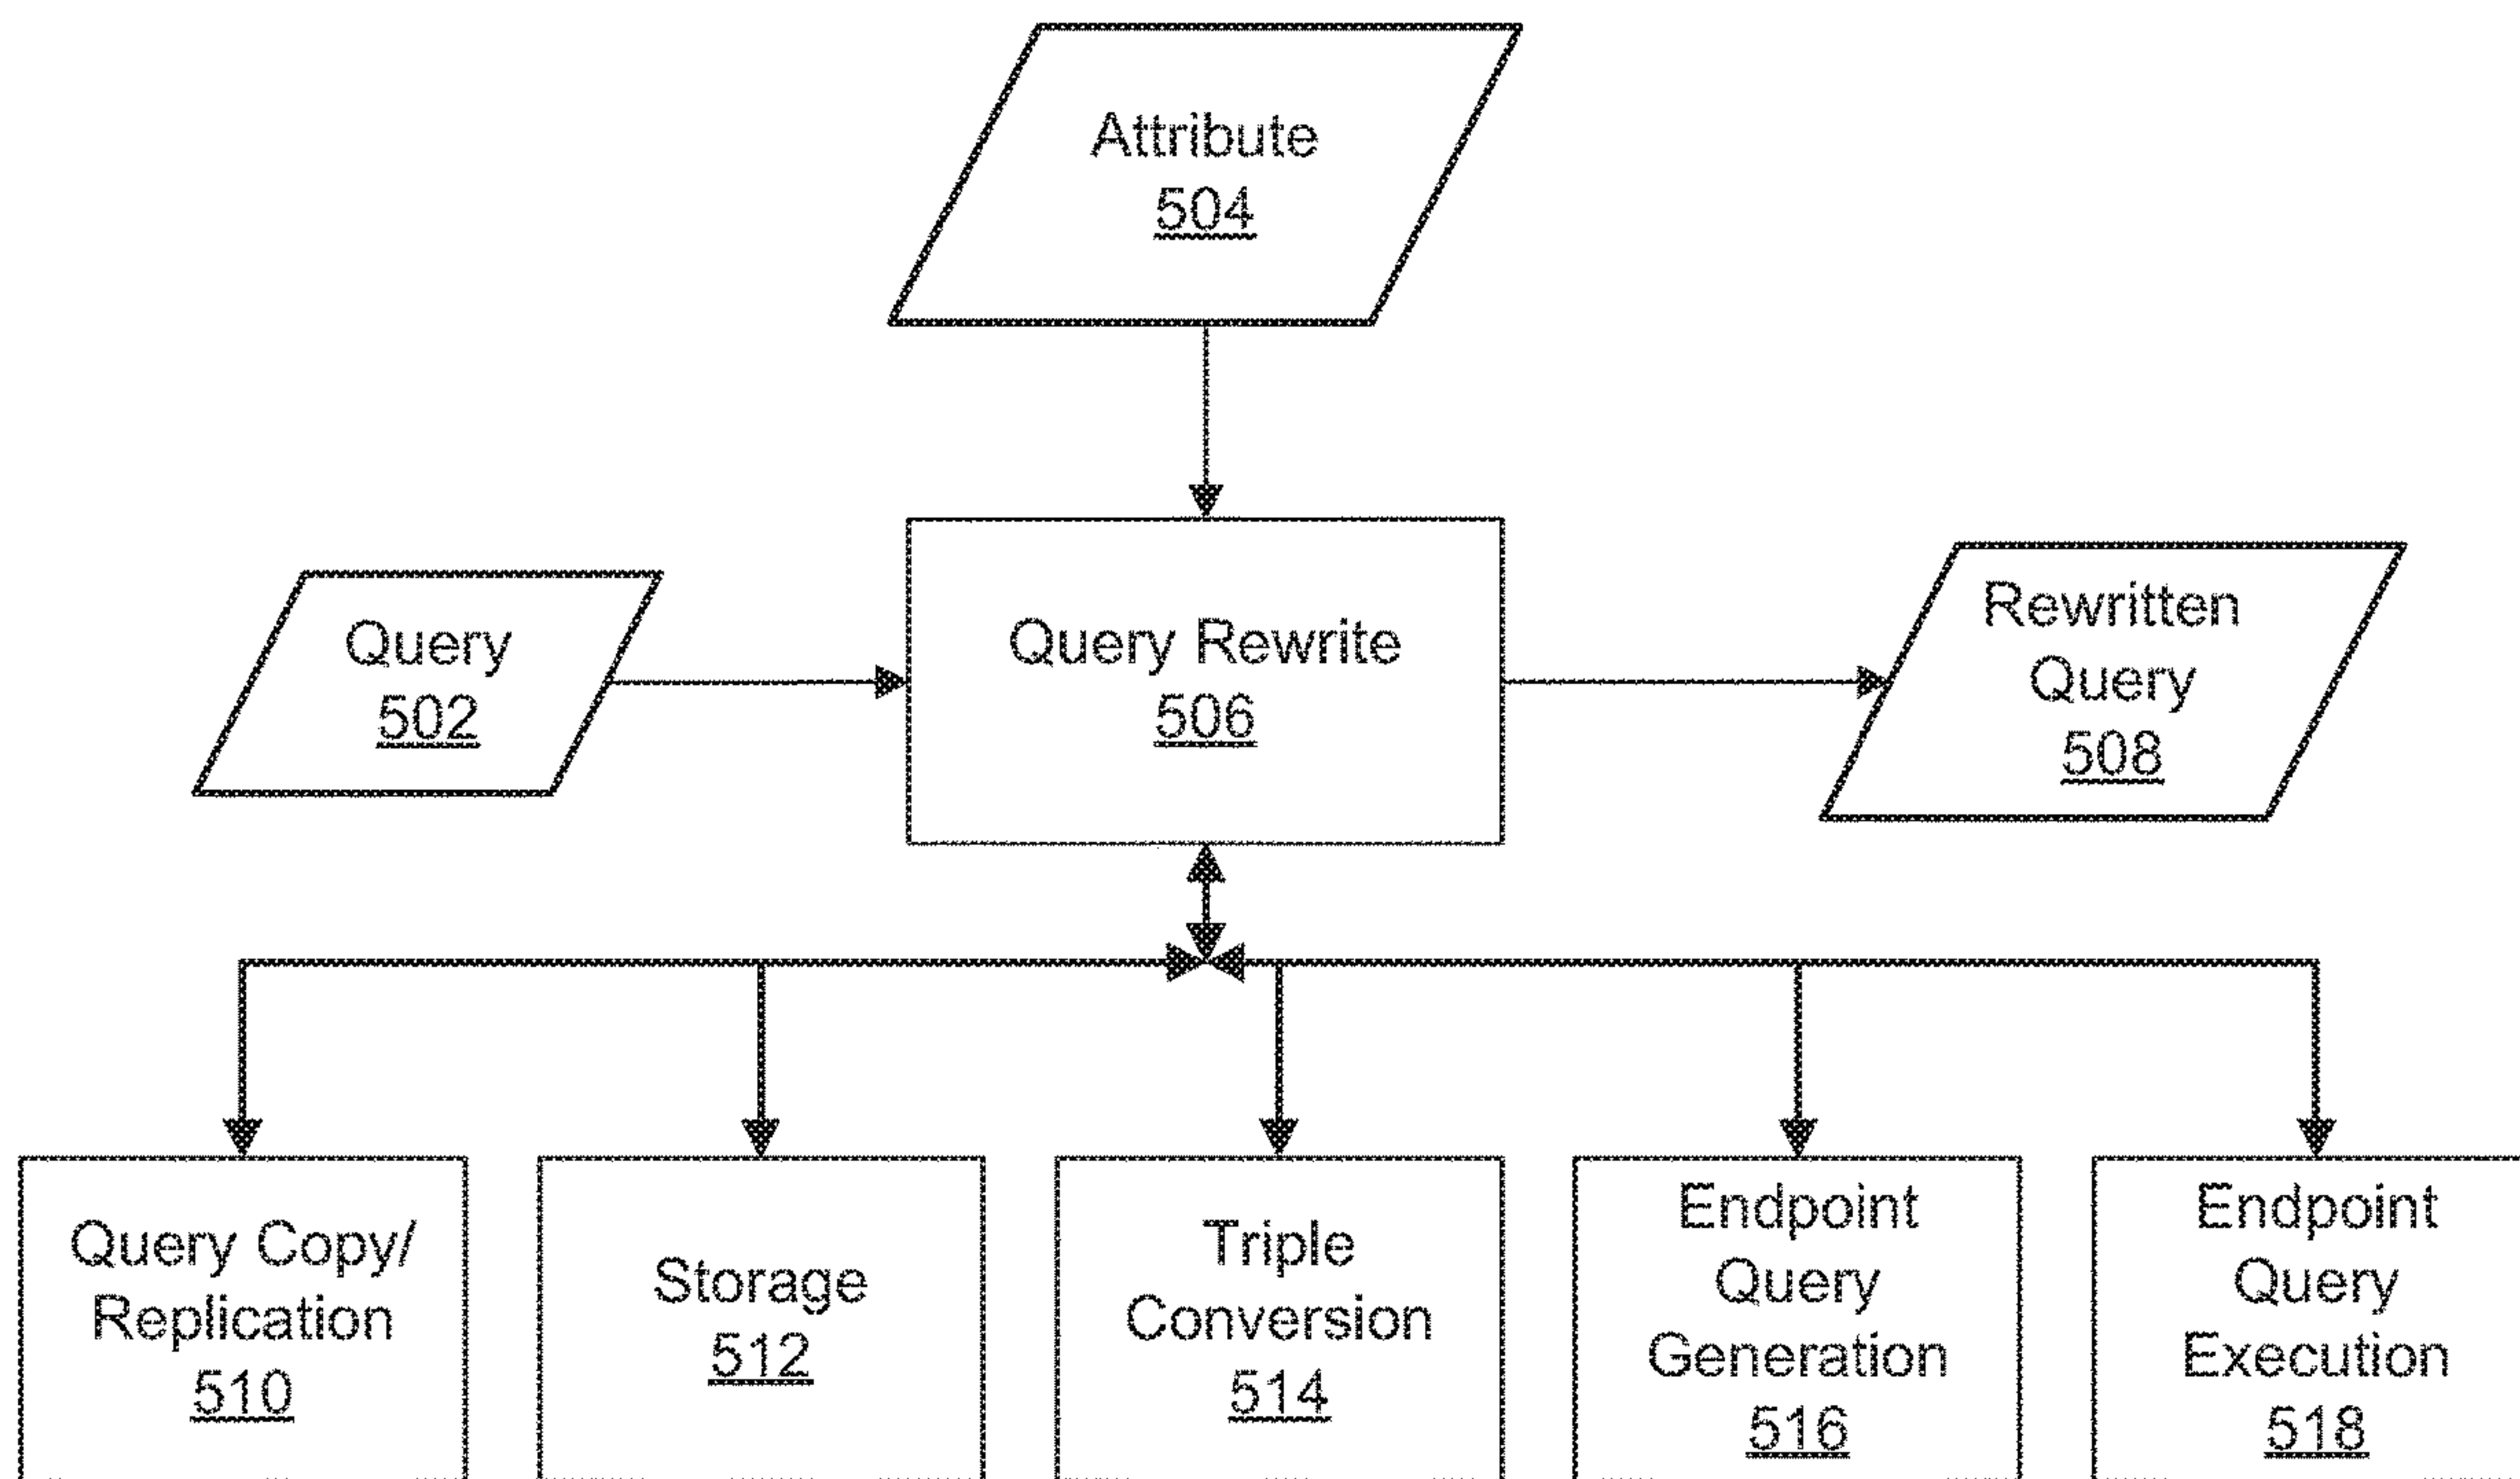 Attribute
504
Query
502
Query Rewrite
506
Rewritten
Query
508
Query Copy/
Replication
510
Storage
512
Triple
Conversion
514
Endpoint
Query
Generation
516
Endpoint
Query
Execution
518